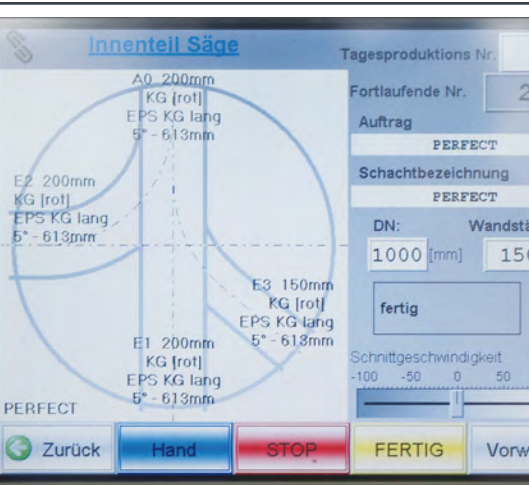 Innenteil Säge
Tagesproduktions Nr.
A0 200mm
KG [rot]
EPS KG lang
5° - 613mm
E2 200mm
KG [rot]
EPS KG lang
5° - 613mm
E3 150mm
KG [rot]
EPS KG lang
5° - 613mm
E1 200mm
KG [rot]
EPS KG lang
5° - 613mm
PERFECT
Fortlaufende Nr.
2
Auftrag
PERFECT
Schachtbezeichnung
PERFECT
DN:
1000 [mm]
fertig
Schnittgeschwindigkeit
-100 -50 0 50
Zurück
Hand
STOP
FERTIG